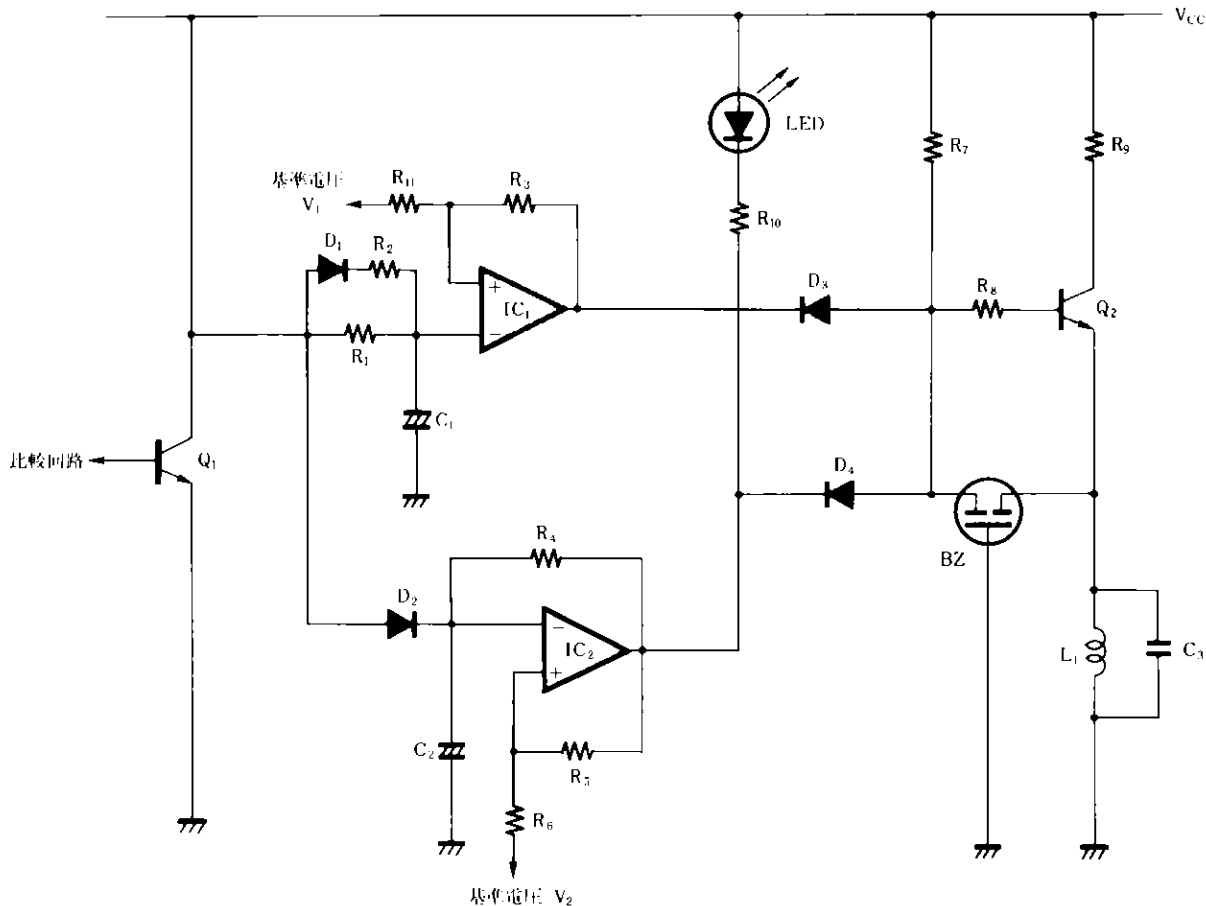 V_CC
LED
R₇
R₉
基準電圧
V₁
R₁₁
R₃
R₁₀
D₁
R₂
+
IC₁
−
R₁
D₃
R₈
Q₂
C₁
比較回路
Q₁
D₄
BZ
R₄
D₂
−
IC₂
+
L₁
C₃
C₂
R₅
R₆
基準電圧 V₂